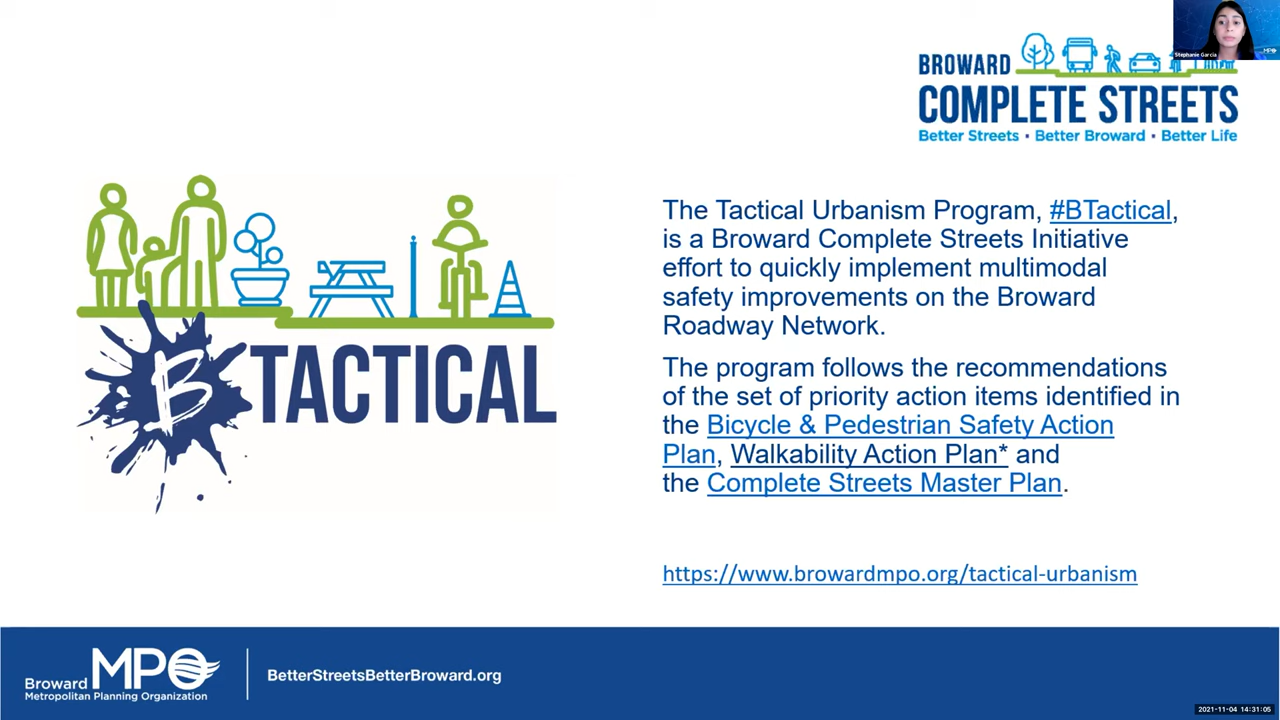 Stephanie Garcia
MPO
BROWARD
COMPLETE STREETS
Better Streets • Better Broward • Better Life
The Tactical Urbanism Program, #BTactical,
is a Broward Complete Streets Initiative
effort to quickly implement multimodal
safety improvements on the Broward
Roadway Network.
The program follows the recommendations
of the set of priority action items identified in
the Bicycle & Pedestrian Safety Action
Plan, Walkability Action Plan* and
the Complete Streets Master Plan.
B TACTICAL
https://www.browardmpo.org/tactical-urbanism
Broward MPO
Metropolitan Planning Organization
BetterStreetsBetterBroward.org
2021-11-04 14:31:05